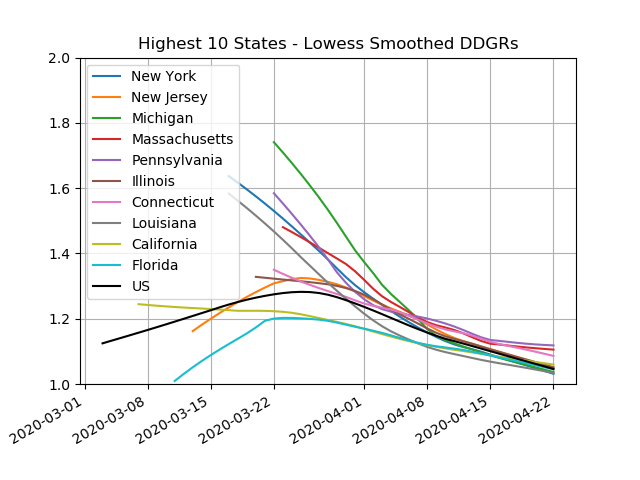 Highest 10 States - Lowess Smoothed DDGRs
2.0
1.8
1.6
1.4
1.2
1.0
New York
New Jersey
Michigan
Massachusetts
Pennsylvania
Illinois
Connecticut
Louisiana
California
Florida
US
2020-03-01
2020-03-08
2020-03-15
2020-03-22
2020-04-01
2020-04-08
2020-04-15
2020-04-22